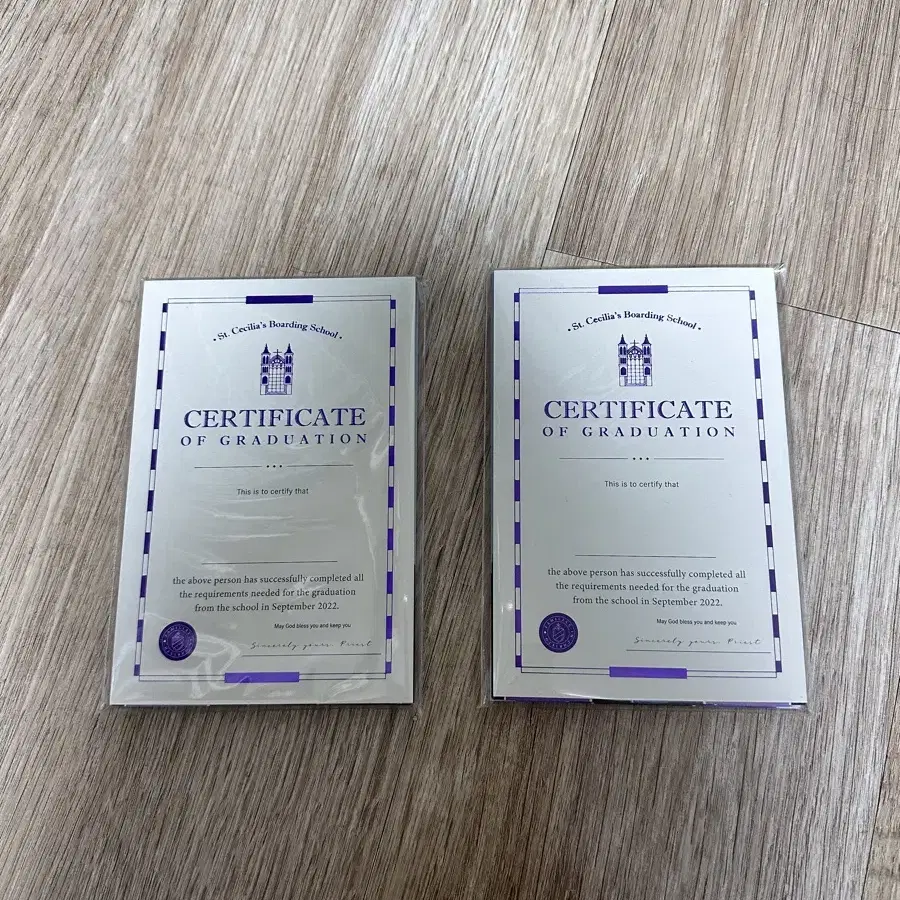 • St. Cecilia's Boarding School •
CERTIFICATE
OF GRADUATION
This is to certify that
the above person has successfully completed all
the requirements needed for the graduation
from the school in September 2022.
May God bless you and keep you
Sincerely yours, Priest
• St. Cecilia's Boarding School •
CERTIFICATE
OF GRADUATION
This is to certify that
the above person has successfully completed all
the requirements needed for the graduation
from the school in September 2022.
May God bless you and keep you
Sincerely yours, Priest